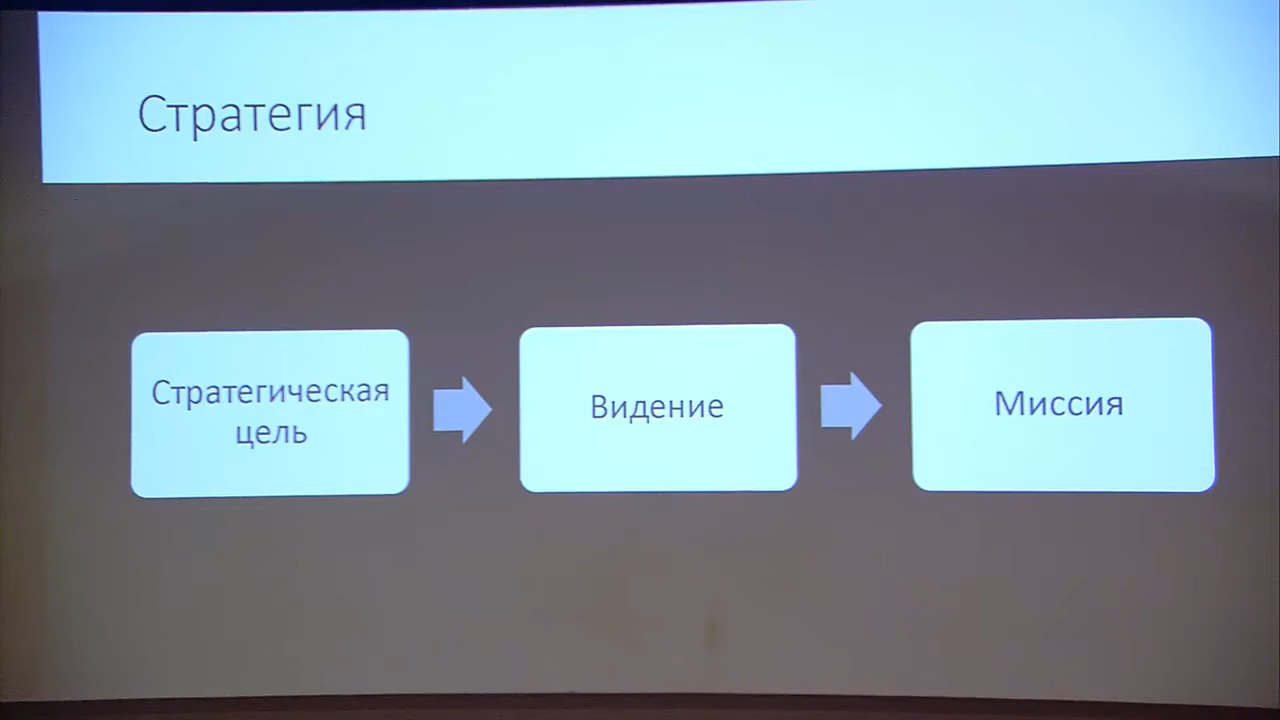 Стратегия
Стратегическая
цель
Видение
Миссия